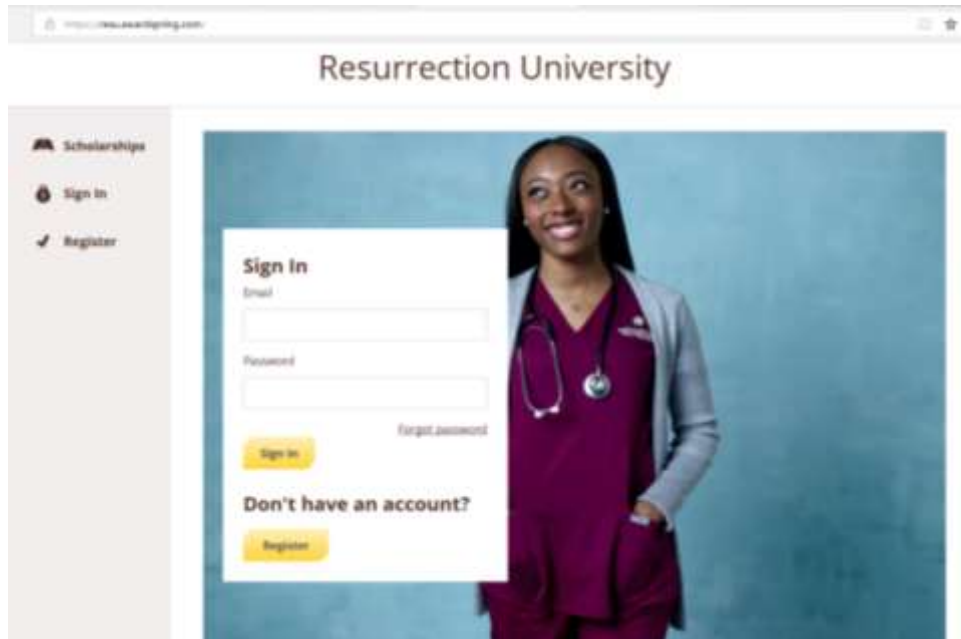 Resurrection University
Scholarships
Sign In
Register
Sign In
Email
Password
Forgot password
Sign In
Don't have an account?
Register